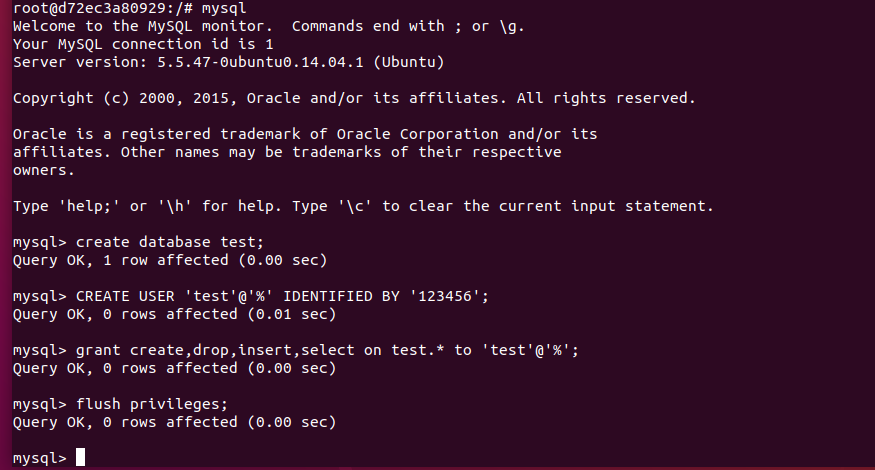 root@d72ec3a80929:/# mysql
Welcome to the MySQL monitor.  Commands end with ; or \g.
Your MySQL connection id is 1
Server version: 5.5.47-0ubuntu0.14.04.1 (Ubuntu)
Copyright (c) 2000, 2015, Oracle and/or its affiliates. All rights reserved.
Oracle is a registered trademark of Oracle Corporation and/or its
affiliates. Other names may be trademarks of their respective
owners.
Type 'help;' or '\h' for help. Type '\c' to clear the current input statement.
mysql> create database test;
Query OK, 1 row affected (0.00 sec)
mysql> CREATE USER 'test'@'%' IDENTIFIED BY '123456';
Query OK, 0 rows affected (0.01 sec)
mysql> grant create,drop,insert,select on test.* to 'test'@'%';
Query OK, 0 rows affected (0.00 sec)
mysql> flush privileges;
Query OK, 0 rows affected (0.00 sec)
mysql>